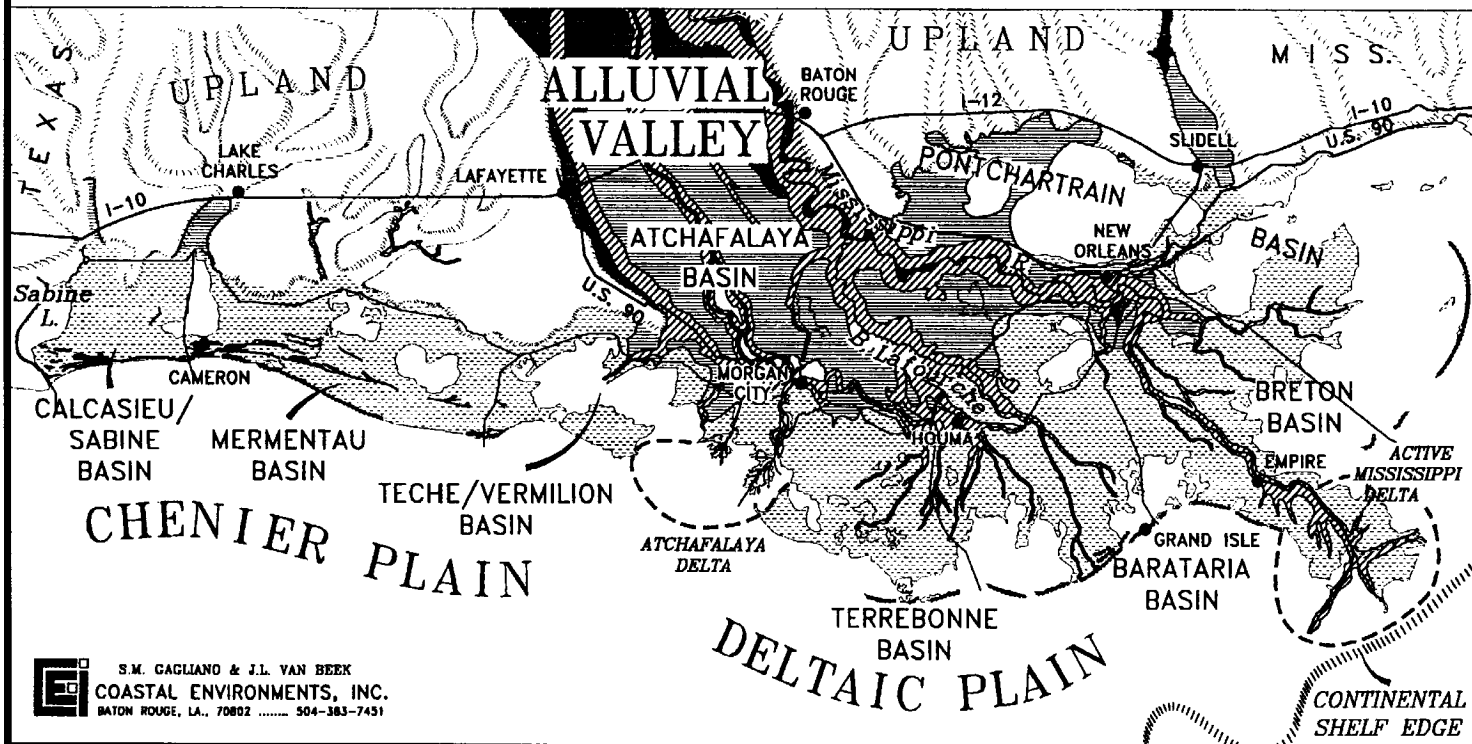 TEXAS
UPLAND
UPLAND
MISS.
ALLUVIAL
VALLEY
BATON
ROUGE
I-12
I-10
U.S. 90
SLIDELL
LAKE
CHARLES
LAFAYETTE
I-10
PONTCHARTRAIN
BASIN
Mississippi
R.
NEW
ORLEANS
ATCHAFALAYA
BASIN
U.S.
90
Sabine
L.
CAMERON
MORGAN
CITY
B. Lafourche
HOUMA
CALCASIEU/
SABINE
BASIN
MERMENTAU
BASIN
TECHE/VERMILION
BASIN
BRETON
BASIN
EMPIRE
ACTIVE
MISSISSIPPI
DELTA
ATCHAFALAYA
DELTA
GRAND ISLE
BARATARIA
BASIN
TERREBONNE
BASIN
CHENIER PLAIN
DELTAIC PLAIN
CONTINENTAL
SHELF EDGE
S.M. GAGLIANO & J.L. VAN BEEK
COASTAL ENVIRONMENTS, INC.
BATON ROUGE, LA., 70802 ........ 504-383-7451